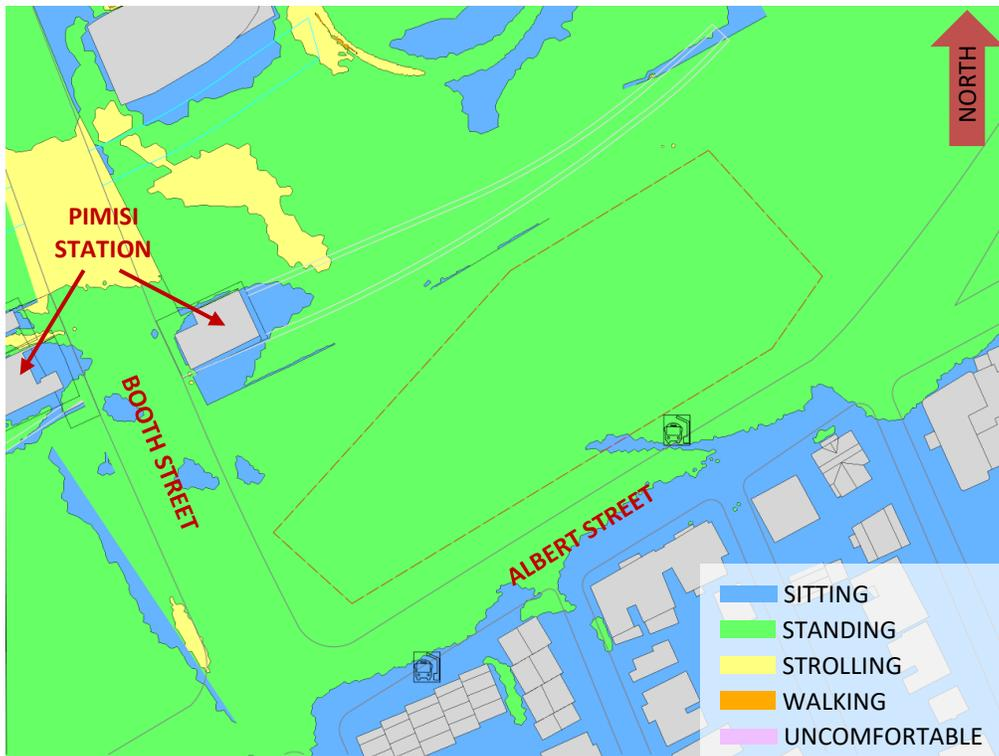 NORTH
PIMISI
STATION
BOOTH STREET
ALBERT STREET
SITTING
STANDING
STROLLING
WALKING
UNCOMFORTABLE